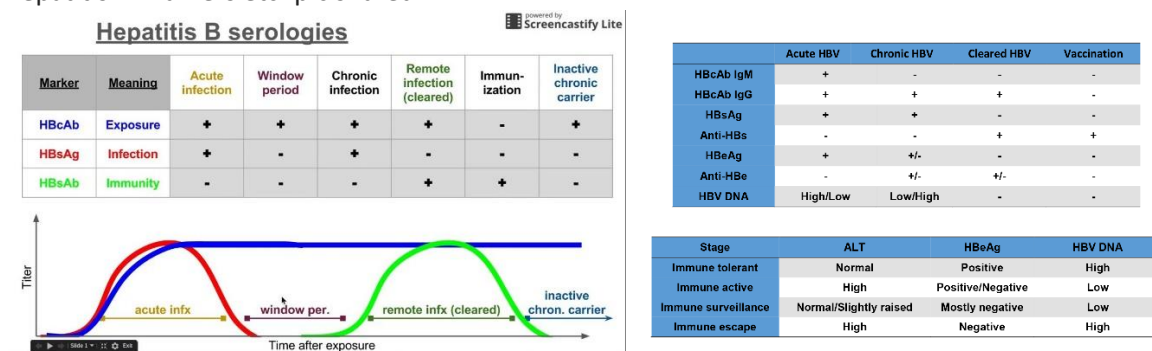 powered by
Screencastify Lite
Hepatitis B serologies
Marker Meaning Acute infection Window period Chronic infection Remote infection (cleared) Immun-ization Inactive chronic carrier
HBcAb Exposure + + + + - +
HBsAg Infection + - + - - -
HBsAb Immunity - - - + + -
Titer
acute infx
window per.
remote infx (cleared)
inactive
chron. carrier
Slide 1 Exit
Time after exposure
Acute HBV Chronic HBV Cleared HBV Vaccination
HBcAb IgM + - - -
HBcAb IgG + + + -
HBsAg + + - -
Anti-HBs - - + +
HBeAg + +/- - -
Anti-HBe - +/- +/- -
HBV DNA High/Low Low/High - -
Stage ALT HBeAg HBV DNA
Immune tolerant Normal Positive High
Immune active High Positive/Negative Low
Immune surveillance Normal/Slightly raised Mostly negative Low
Immune escape High Negative High